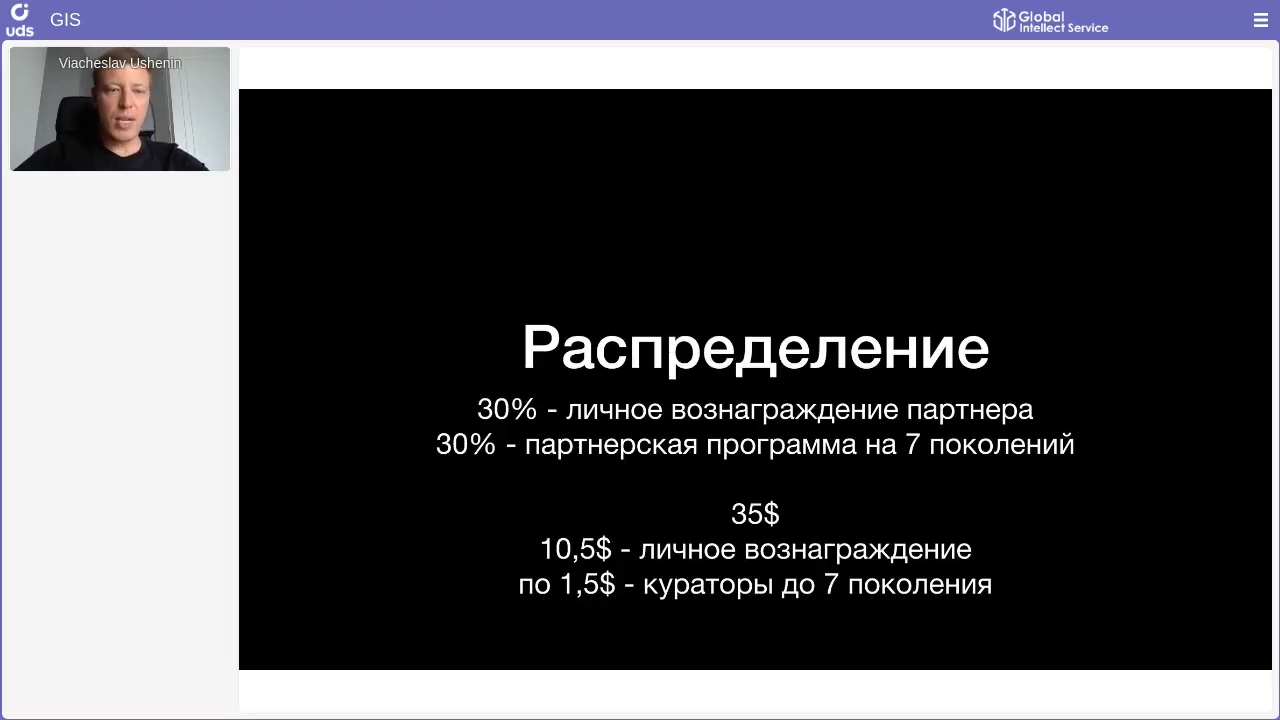 uds
GIS
Global
Intellect Service
Viacheslav Ushenin
Распределение
30% - личное вознаграждение партнера
30% - партнерская программа на 7 поколений
35$
10,5$ - личное вознаграждение
по 1,5$ - кураторы до 7 поколения